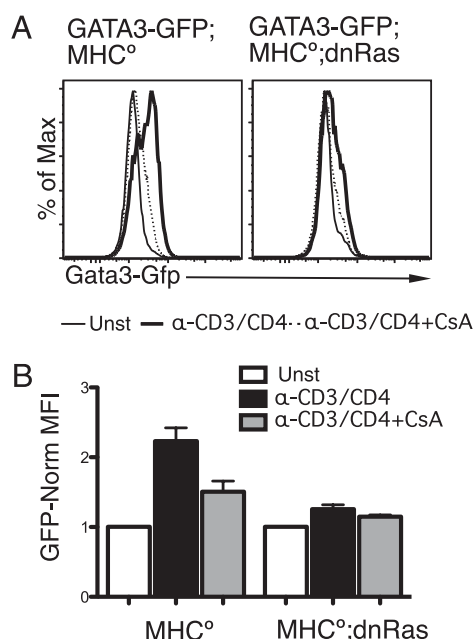 A
GATA3-GFP;
MHC°
GATA3-GFP;
MHC°;dnRas
% of Max
Gata3-Gfp
Unst α-CD3/CD4 α-CD3/CD4+CsA
B
GFP-Norm MFI
3
2
1
0
Unst
α-CD3/CD4
α-CD3/CD4+CsA
MHC° MHC°;dnRas